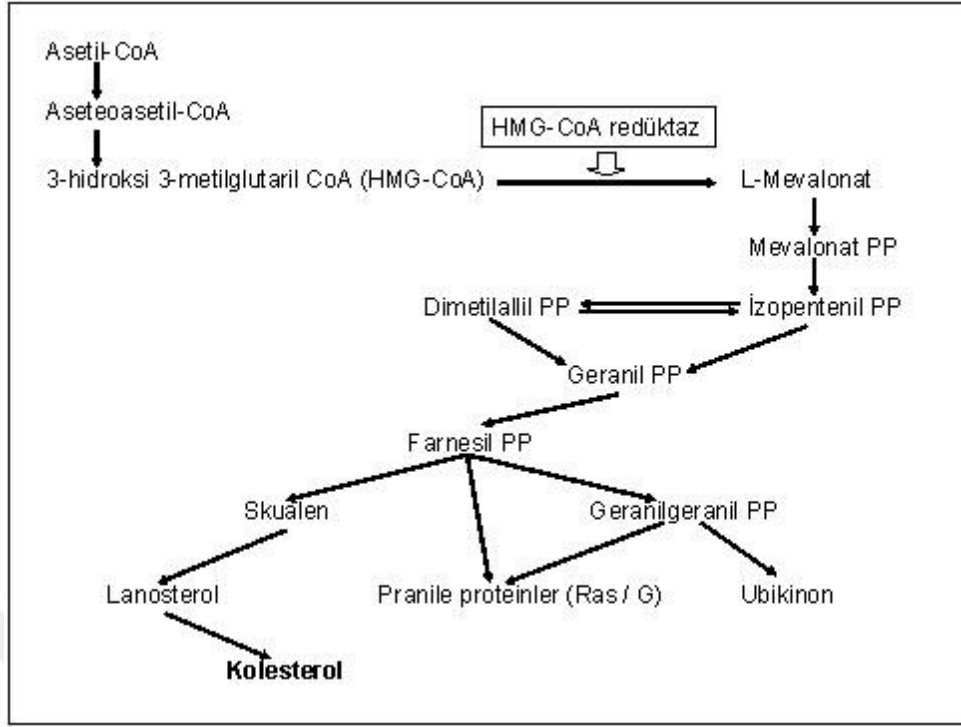 Asetil-CoA
Aseteoasetil-CoA
HMG-CoA redüktaz
3-hidroksi 3-metilglutaril CoA (HMG-CoA)
L-Mevalonat
Mevalonat PP
Dimetilallil PP
İzopentenil PP
Geranil PP
Farnesil PP
Skualen
Geranilgeranil PP
Lanosterol
Pranile proteinler (Ras / G)
Ubikinon
Kolesterol